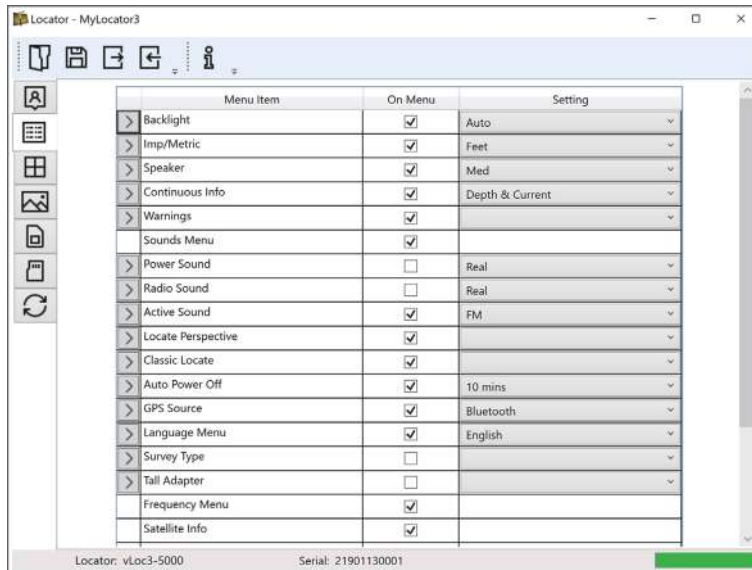 Locator - MyLocator3
Menu Item On Menu Setting
Backlight Auto
Imp/Metric Feet
Speaker Med
Continuous Info Depth & Current
Warnings
Sounds Menu
Power Sound Real
Radio Sound Real
Active Sound FM
Locate Perspective
Classic Locate
Auto Power Off 10 mins
GPS Source Bluetooth
Language Menu English
Survey Type
Tall Adapter
Frequency Menu
Satellite Info
Locator: vLoc3-5000 Serial: 21901130001